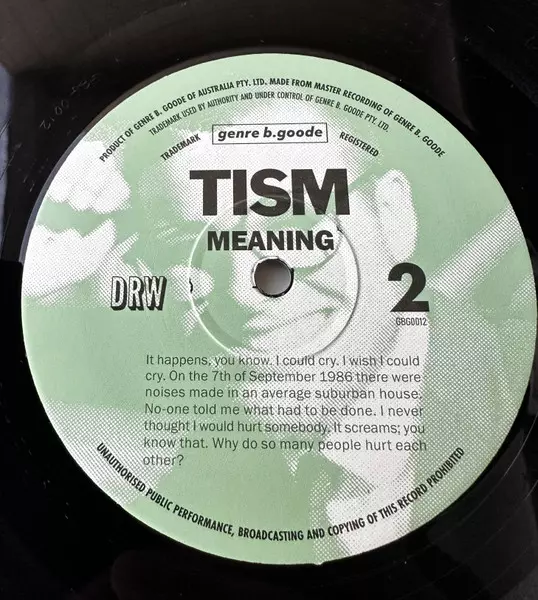 PRODUCT OF GENRE B. GOODE OF AUSTRALIA PTY. LTD. MADE FROM MASTER RECORDING OF GENRE B. GOODE
TRADEMARK USED BY AUTHORITY AND UNDER CONTROL OF GENRE B. GOODE PTY. LTD.
TRADEMARK genre b.goode REGISTERED
TISM
MEANING
DRW
2
GBG0012
It happens, you know. I could cry. I wish I could
cry. On the 7th of September 1986 there were
noises made in an average suburban house.
No-one told me what had to be done. I never
thought I would hurt somebody. It screams; you
know that. Why do so many people hurt each
other?
UNAUTHORISED PUBLIC PERFORMANCE, BROADCASTING AND COPYING OF THIS RECORD PROHIBITED